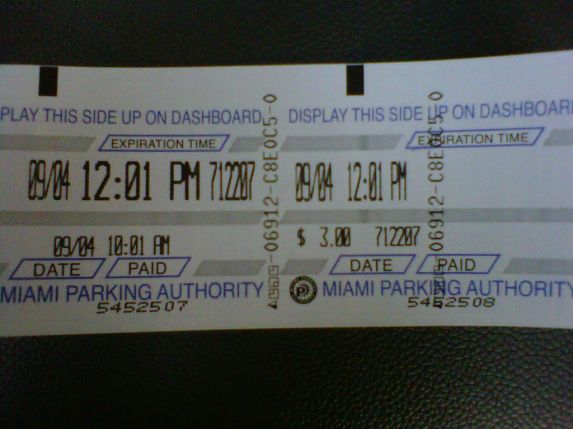 PLAY THIS SIDE UP ON DASHBOARD
EXPIRATION TIME
09/04 12:01 PM 712207
09/04 10:01 AM
DATE PAID
MIAMI PARKING AUTHORITY
5452507
-06912-C8E0C5-0
DISPLAY THIS SIDE UP ON DASHBOAR
EXPIRATION TIME
09/04 12:01 PM
$ 3.00 712207
DATE PAID
MIAMI PARKING AUTHORITY
5452508
-06912-C8E0C5-0